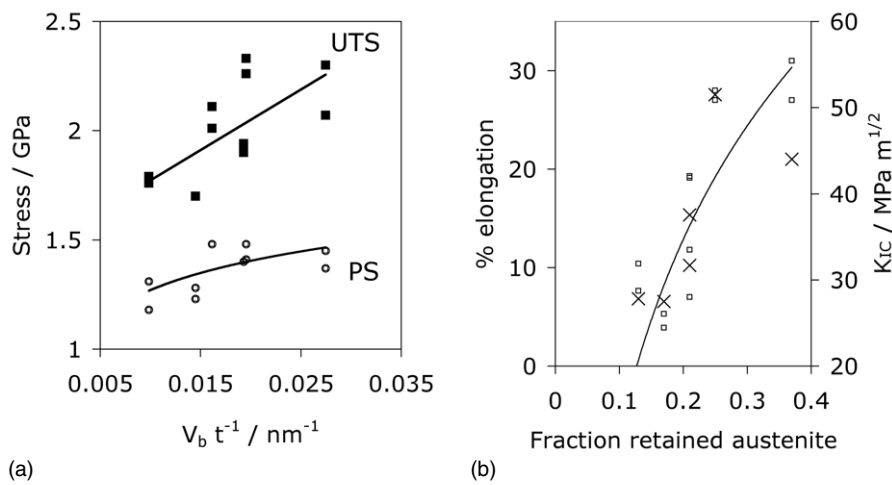 2.5
2
1.5
1
Stress / GPa
UTS
PS
0.005
0.015
0.025
0.035
V_b t⁻¹ / nm⁻¹
(a)
30
20
10
0
% elongation
60
50
40
30
20
K_IC / MPa m^1/2
0
0.1
0.2
0.3
0.4
Fraction retained austenite
(b)